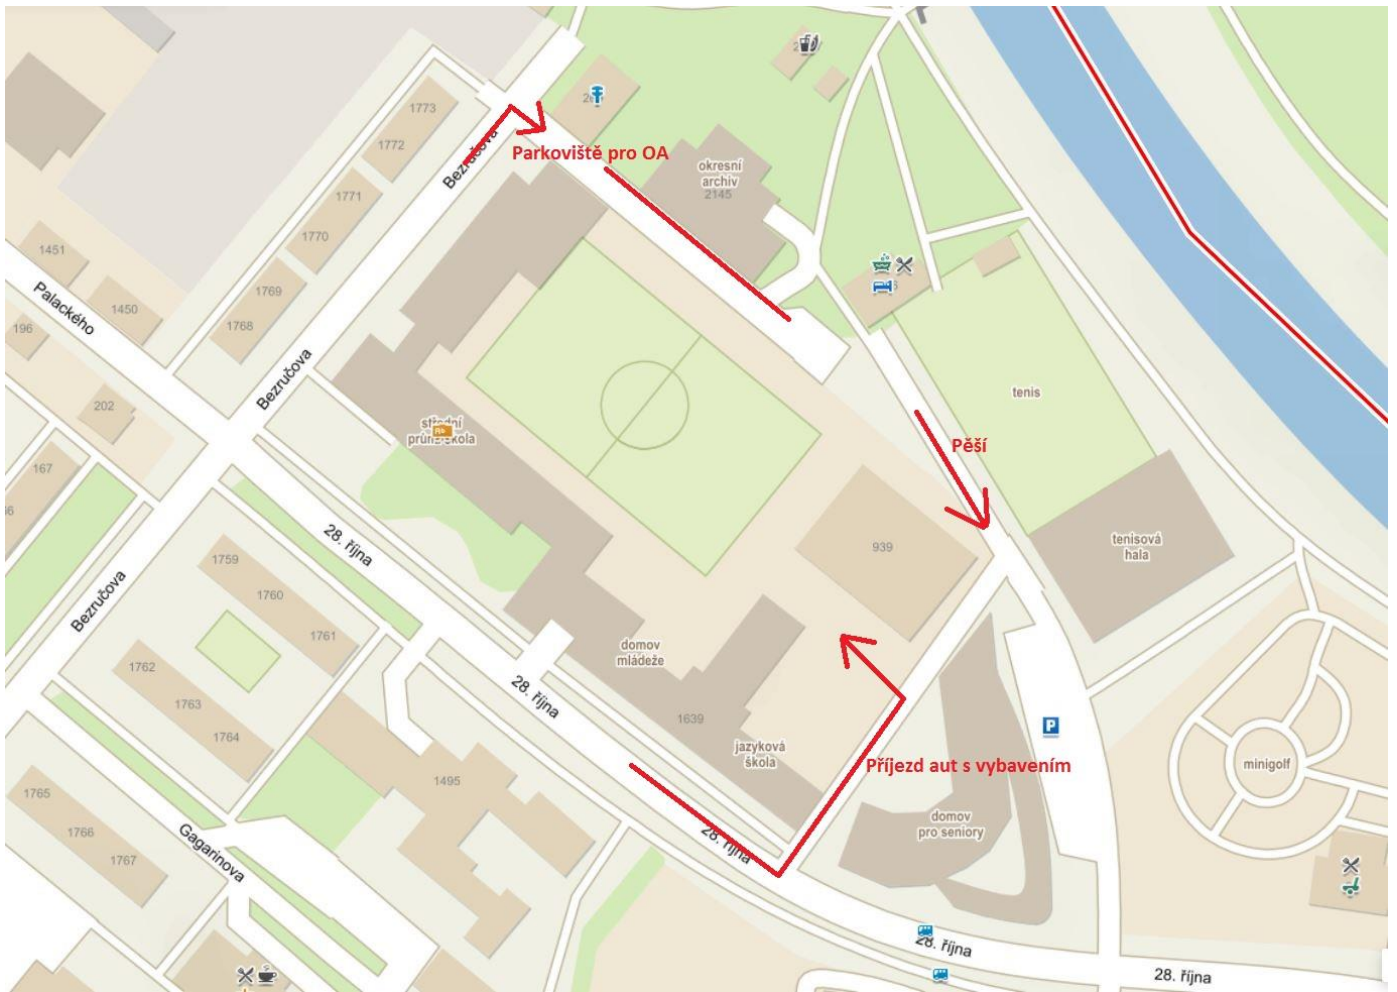 1773
1772
Bezručova
Parkoviště pro OA
okresní
archiv
2145
1771
1770
1451
1769
1450
1768
Palackého
196
Bezručova
202
střední
prům. škola
tenis
Pěší
167
939
tenisová
hala
28. října
1759
1760
1761
Bezručova
domov
mládeže
1762
1763
1764
28. října
1639
jazyková
škola
P
Příjezd aut s vybavením
minigolf
1495
1765
1766
1767
Gagarinova
28. října
domov
pro seniory
28. října
28. října